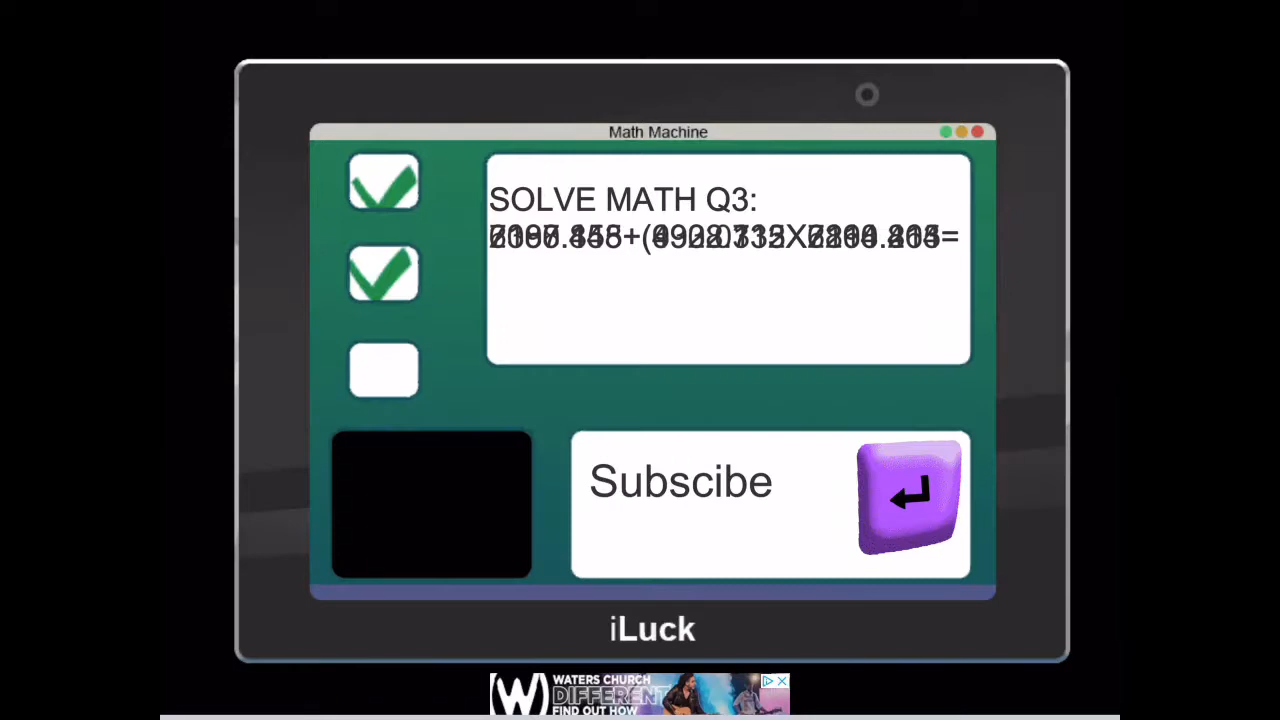 Math Machine
SOLVE MATH Q3:
Subscibe
iLuck
WATERS CHURCH
DIFFERENT
FIND OUT HOW